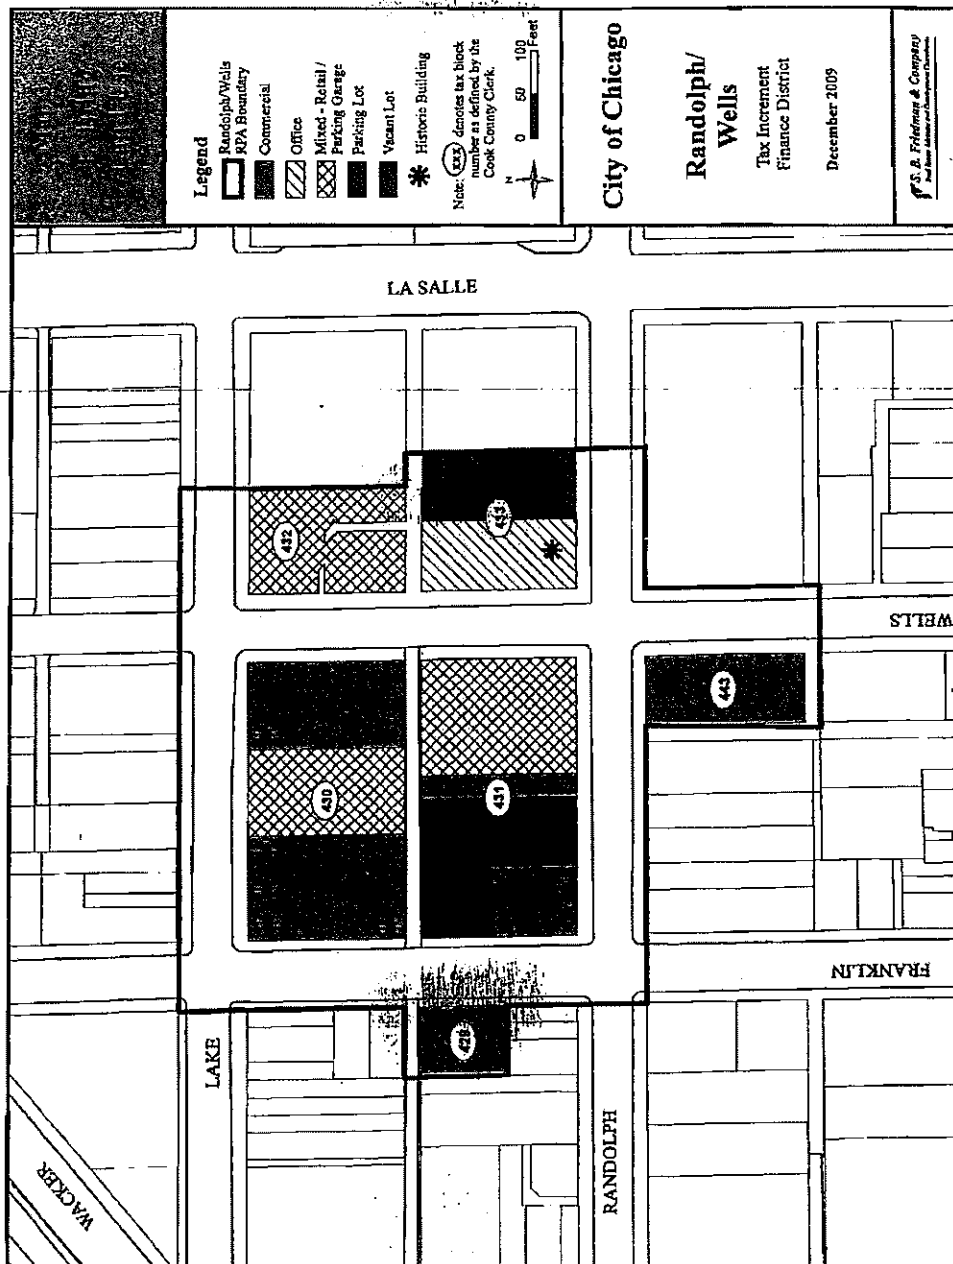 Legend
Randolph/Wells
RPA Boundary
Commercial
Office
Mixed - Retail /
Parking Garage
Parking Lot
Vacant Lot
Historic Building
Note: XXX denotes tax block
number as defined by the
Cook County Clerk.
N
0 50 100
Feet
City of Chicago
Randolph/
Wells
Tax Increment
Finance District
December 2009
S. B. Friedman & Company
LA SALLE
WELLS
FRANKLIN
WACKER
LAKE
RANDOLPH
432
433
430
431
443